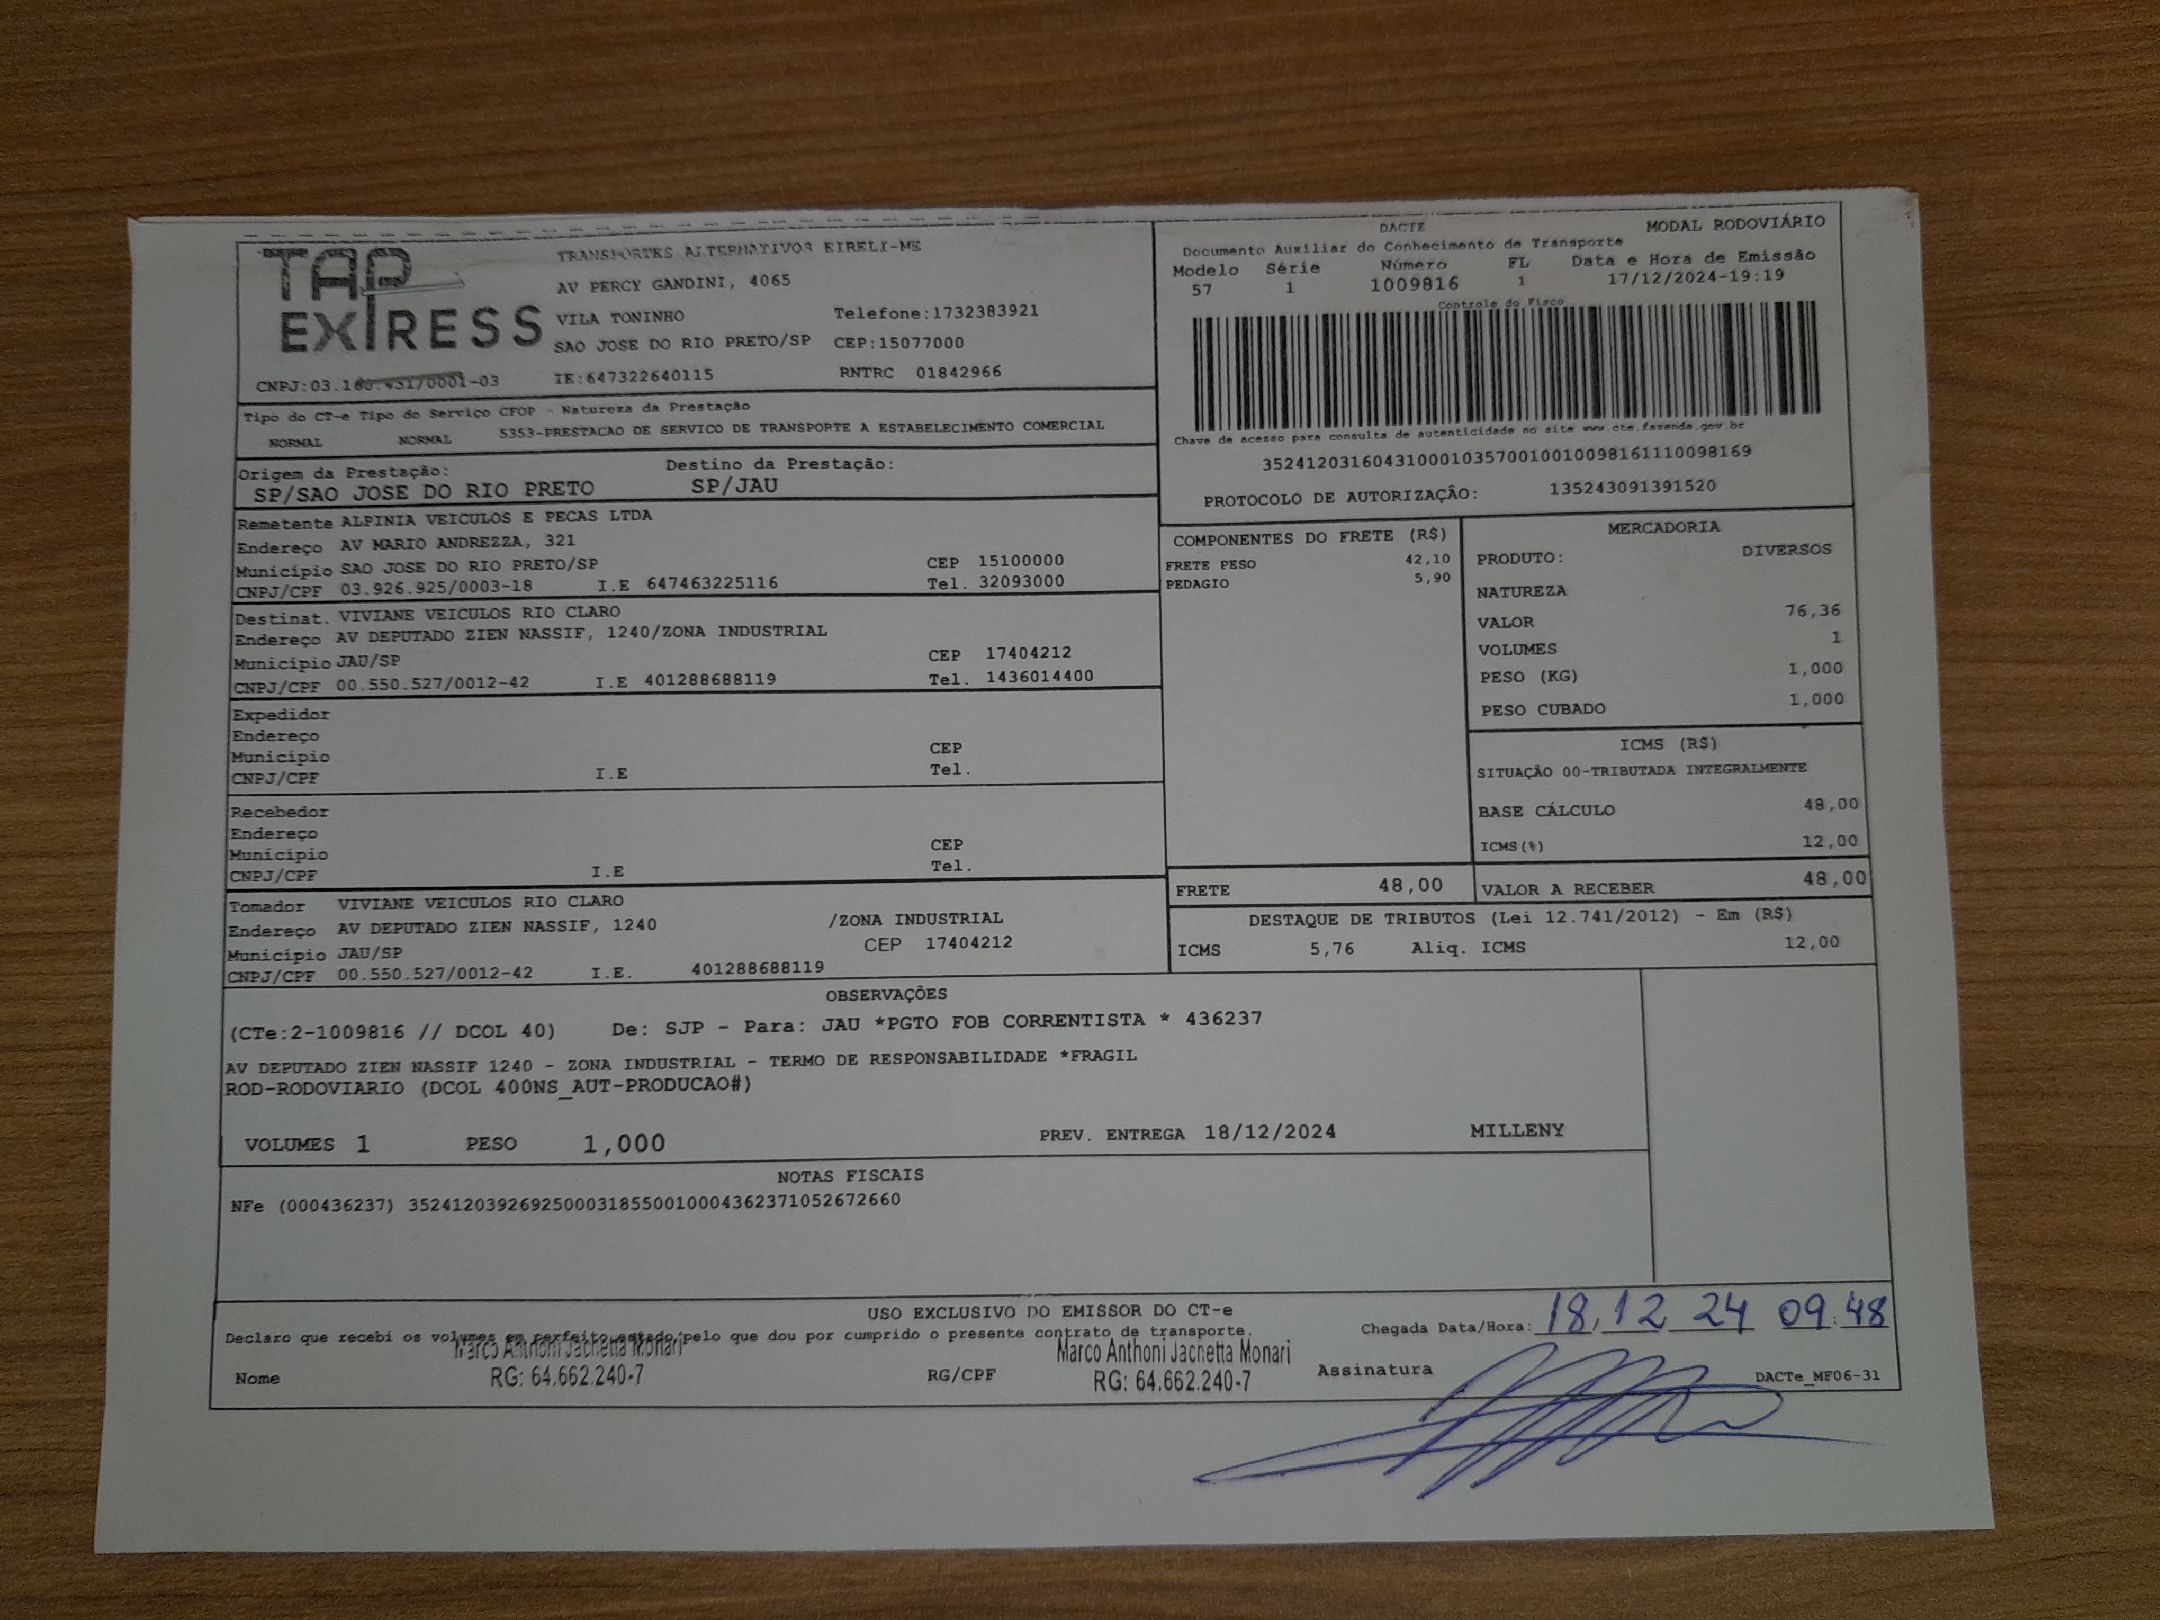 TAP EXPRESS
TRANSPORTES ALTERNATIVOS EIRELI-ME
AV PERCY GANDINI, 4065
VILA TONINHO Telefone:1732383921
SAO JOSE DO RIO PRETO/SP CEP:15077000
CNPJ: IE:647322640115 RNTRC 01842966
DACTE MODAL RODOVIÁRIO
Documento Auxiliar do Conhecimento de Transporte
Modelo Série Número FL Data e Hora de Emissão
57 1 1009816 1 17/12/2024-19:19
Controle do Fisco
Chave de acesso para consulta de autenticidade no site www.cte.fazenda.gov.br
35241203160431000103570010010098161110098169
PROTOCOLO DE AUTORIZAÇÃO: 135243091391520
Tipo do CT-e Tipo do Serviço CFOP - Natureza da Prestação
NORMAL NORMAL 5353-PRESTACAO DE SERVICO DE TRANSPORTE A ESTABELECIMENTO COMERCIAL
Origem da Prestação: Destino da Prestação:
SP/SAO JOSE DO RIO PRETO SP/JAU
Remetente ALPINIA VEICULOS E PECAS LTDA
Endereço AV MARIO ANDREZZA, 321
Município SAO JOSE DO RIO PRETO/SP CEP 15100000
CNPJ/CPF 03.926.925/0003-18 I.E 647463225116 Tel. 32093000
Destinat. VIVIANE VEICULOS RIO CLARO
Endereço AV DEPUTADO ZIEN NASSIF, 1240/ZONA INDUSTRIAL
Município JAU/SP CEP 17404212
CNPJ/CPF 00.550.527/0012-42 I.E 401288688119 Tel. 1436014400
Expedidor
Endereço
Município CEP
CNPJ/CPF I.E Tel.
Recebedor
Endereço
Município CEP
CNPJ/CPF I.E Tel.
Tomador VIVIANE VEICULOS RIO CLARO
Endereço AV DEPUTADO ZIEN NASSIF, 1240 /ZONA INDUSTRIAL
Município JAU/SP CEP 17404212
CNPJ/CPF 00.550.527/0012-42 I.E. 401288688119
COMPONENTES DO FRETE (R$)
FRETE PESO 42,10
PEDAGIO 5,90
MERCADORIA
PRODUTO: DIVERSOS
NATUREZA
VALOR 76,36
VOLUMES 1
PESO (KG) 1,000
PESO CUBADO 1,000
ICMS (R$)
SITUAÇÃO 00-TRIBUTADA INTEGRALMENTE
BASE CÁLCULO 48,00
ICMS(%) 12,00
FRETE 48,00 VALOR A RECEBER 48,00
DESTAQUE DE TRIBUTOS (Lei 12.741/2012) - Em (R$)
ICMS 5,76 Aliq. ICMS 12,00
OBSERVAÇÕES
(CTe:2-1009816 // DCOL 40) De: SJP - Para: JAU *PGTO FOB CORRENTISTA * 436237
AV DEPUTADO ZIEN NASSIF 1240 - ZONA INDUSTRIAL - TERMO DE RESPONSABILIDADE *FRAGIL
ROD-RODOVIARIO (DCOL 400NS_AUT-PRODUCAO#)
VOLUMES 1 PESO 1,000 PREV. ENTREGA 18/12/2024 MILLENY
NOTAS FISCAIS
NFe (000436237) 35241203926925000318550010004362371052672660
USO EXCLUSIVO DO EMISSOR DO CT-e
Declaro que recebi os volumes em perfeito estado pelo que dou por cumprido o presente contrato de transporte. Chegada Data/Hora: 18,12 24 09:48
Marco Anthoni Jachetta Monari Marco Anthoni Jachetta Monari
Nome RG: 64.662.240-7 RG/CPF RG: 64.662.240-7 Assinatura DACTe_MF06-31